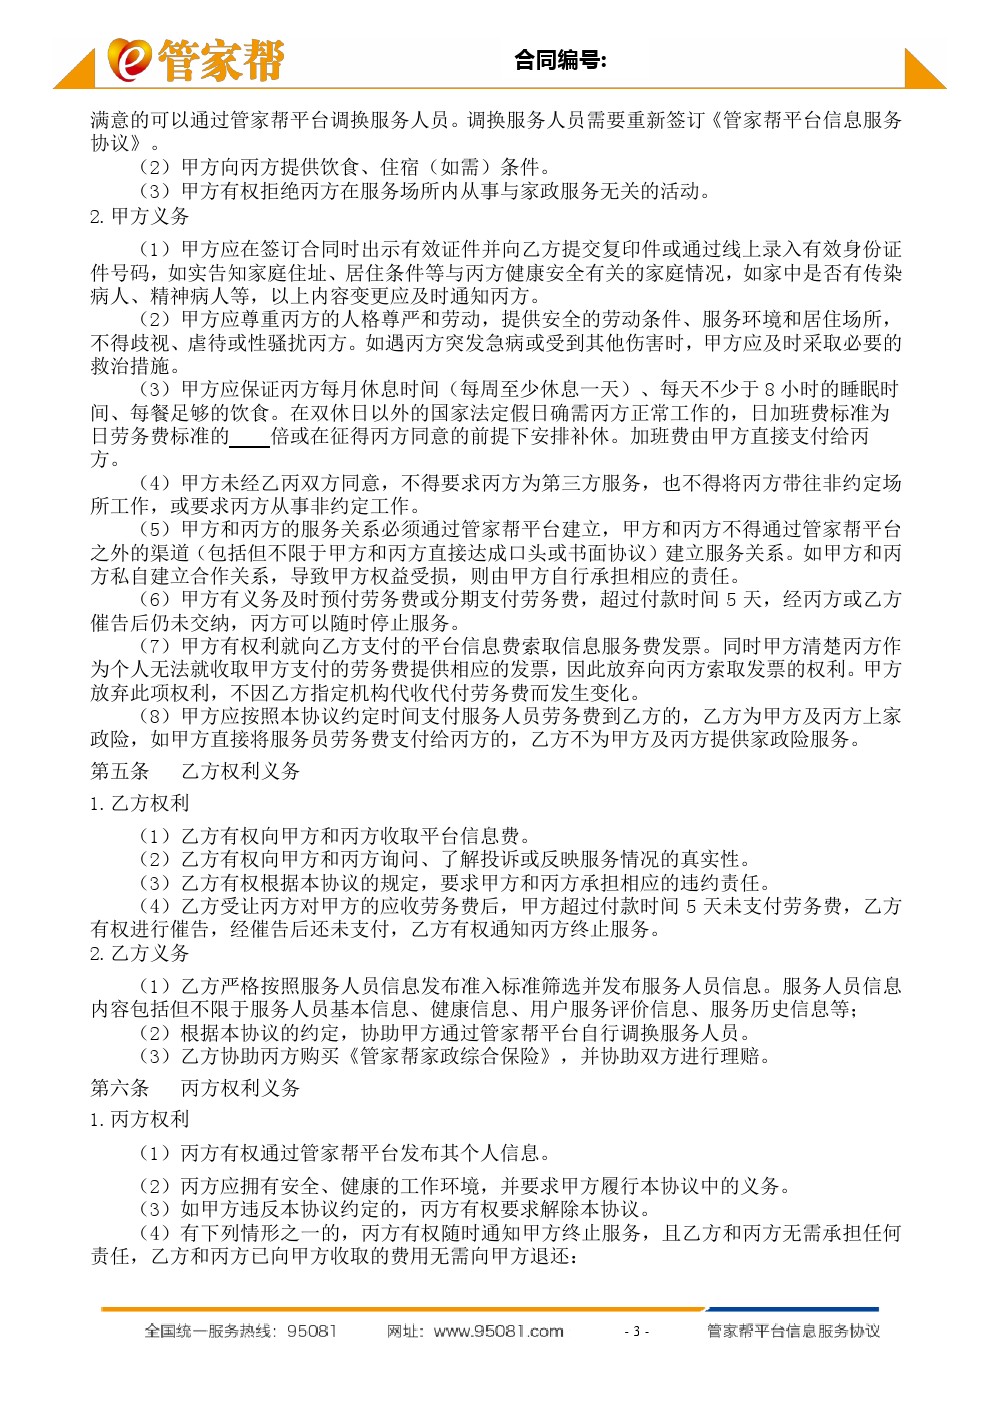 管家帮
合同编号:
满意的可以通过管家帮平台调换服务人员。调换服务人员需要重新签订《管家帮平台信息服务
协议》。
（2）甲方向丙方提供饮食、住宿（如需）条件。
（3）甲方有权拒绝丙方在服务场所内从事与家政服务无关的活动。
2. 甲方义务
（1）甲方应在签订合同时出示有效证件并向乙方提交复印件或通过线上录入有效身份证
件号码，如实告知家庭住址、居住条件等与丙方健康安全有关的家庭情况，如家中是否有传染
病人、精神病人等，以上内容变更应及时通知丙方。
（2）甲方应尊重丙方的人格尊严和劳动，提供安全的劳动条件、服务环境和居住场所，
不得歧视、虐待或性骚扰丙方。如遇丙方突发急病或受到其他伤害时，甲方应及时采取必要的
救治措施。
（3）甲方应保证丙方每月休息时间（每周至少休息一天）、每天不少于 8 小时的睡眠时
间、每餐足够的饮食。在双休日以外的国家法定假日确需丙方正常工作的，日加班费标准为
日劳务费标准的____倍或在征得丙方同意的前提下安排补休。加班费由甲方直接支付给丙
方。
（4）甲方未经乙丙双方同意，不得要求丙方为第三方服务，也不得将丙方带往非约定场
所工作，或要求丙方从事非约定工作。
（5）甲方和丙方的服务关系必须通过管家帮平台建立，甲方和丙方不得通过管家帮平台
之外的渠道（包括但不限于甲方和丙方直接达成口头或书面协议）建立服务关系。如甲方和丙
方私自建立合作关系，导致甲方权益受损，则由甲方自行承担相应的责任。
（6）甲方有义务及时预付劳务费或分期支付劳务费，超过付款时间 5 天，经丙方或乙方
催告后仍未交纳，丙方可以随时停止服务。
（7）甲方有权利就向乙方支付的平台信息费索取信息服务费发票。同时甲方清楚丙方作
为个人无法就收取甲方支付的劳务费提供相应的发票，因此放弃向丙方索取发票的权利。甲方
放弃此项权利，不因乙方指定机构代收代付劳务费而发生变化。
（8）甲方应按照本协议约定时间支付服务人员劳务费到乙方的，乙方为甲方及丙方上家
政险，如甲方直接将服务员劳务费支付给丙方的，乙方不为甲方及丙方提供家政险服务。
第五条 乙方权利义务
1. 乙方权利
（1）乙方有权向甲方和丙方收取平台信息费。
（2）乙方有权向甲方和丙方询问、了解投诉或反映服务情况的真实性。
（3）乙方有权根据本协议的规定，要求甲方和丙方承担相应的违约责任。
（4）乙方受让丙方对甲方的应收劳务费后，甲方超过付款时间 5 天未支付劳务费，乙方
有权进行催告，经催告后还未支付，乙方有权通知丙方终止服务。
2. 乙方义务
（1）乙方严格按照服务人员信息发布准入标准筛选并发布服务人员信息。服务人员信息
内容包括但不限于服务人员基本信息、健康信息、用户服务评价信息、服务历史信息等；
（2）根据本协议的约定，协助甲方通过管家帮平台自行调换服务人员。
（3）乙方协助丙方购买《管家帮家政综合保险》，并协助双方进行理赔。
第六条 丙方权利义务
1. 丙方权利
（1）丙方有权通过管家帮平台发布其个人信息。
（2）丙方应拥有安全、健康的工作环境，并要求甲方履行本协议中的义务。
（3）如甲方违反本协议约定的，丙方有权要求解除本协议。
（4）有下列情形之一的，丙方有权随时通知甲方终止服务，且乙方和丙方无需承担任何
责任，乙方和丙方已向甲方收取的费用无需向甲方退还：
全国统一服务热线：95081 网址：www.95081.com - 3 - 管家帮平台信息服务协议